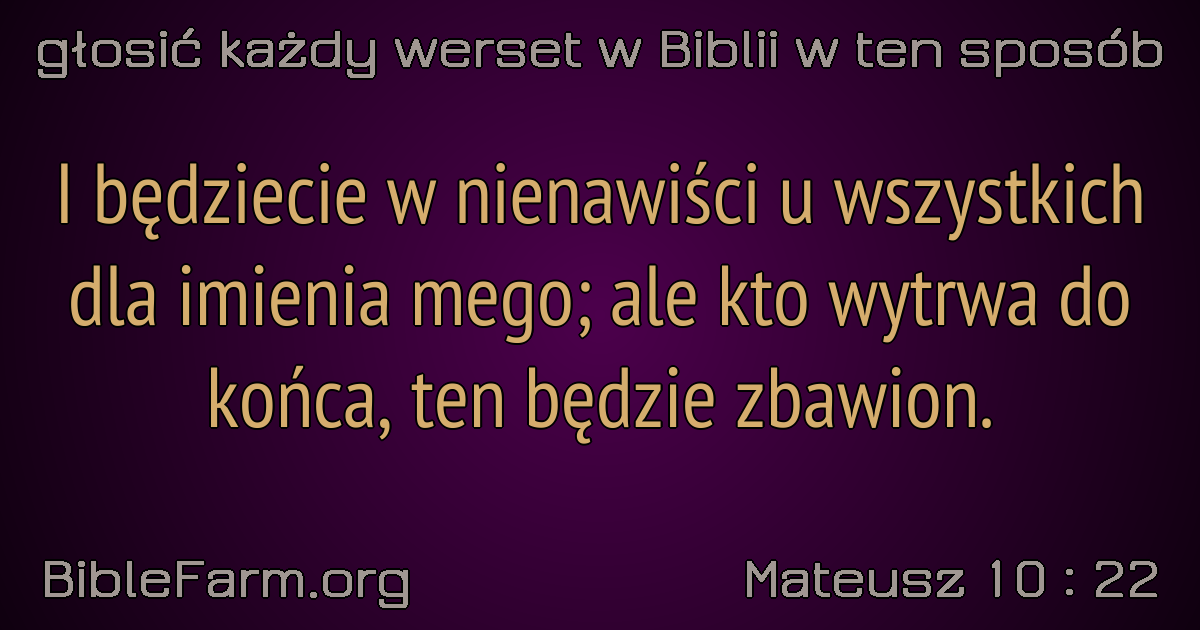 głosić każdy werset w Biblii w ten sposób
I będziecie w nienawiści u wszystkich
dla imienia mego; ale kto wytrwa do
końca, ten będzie zbawion.
BibleFarm.org
Mateusz 10 : 22